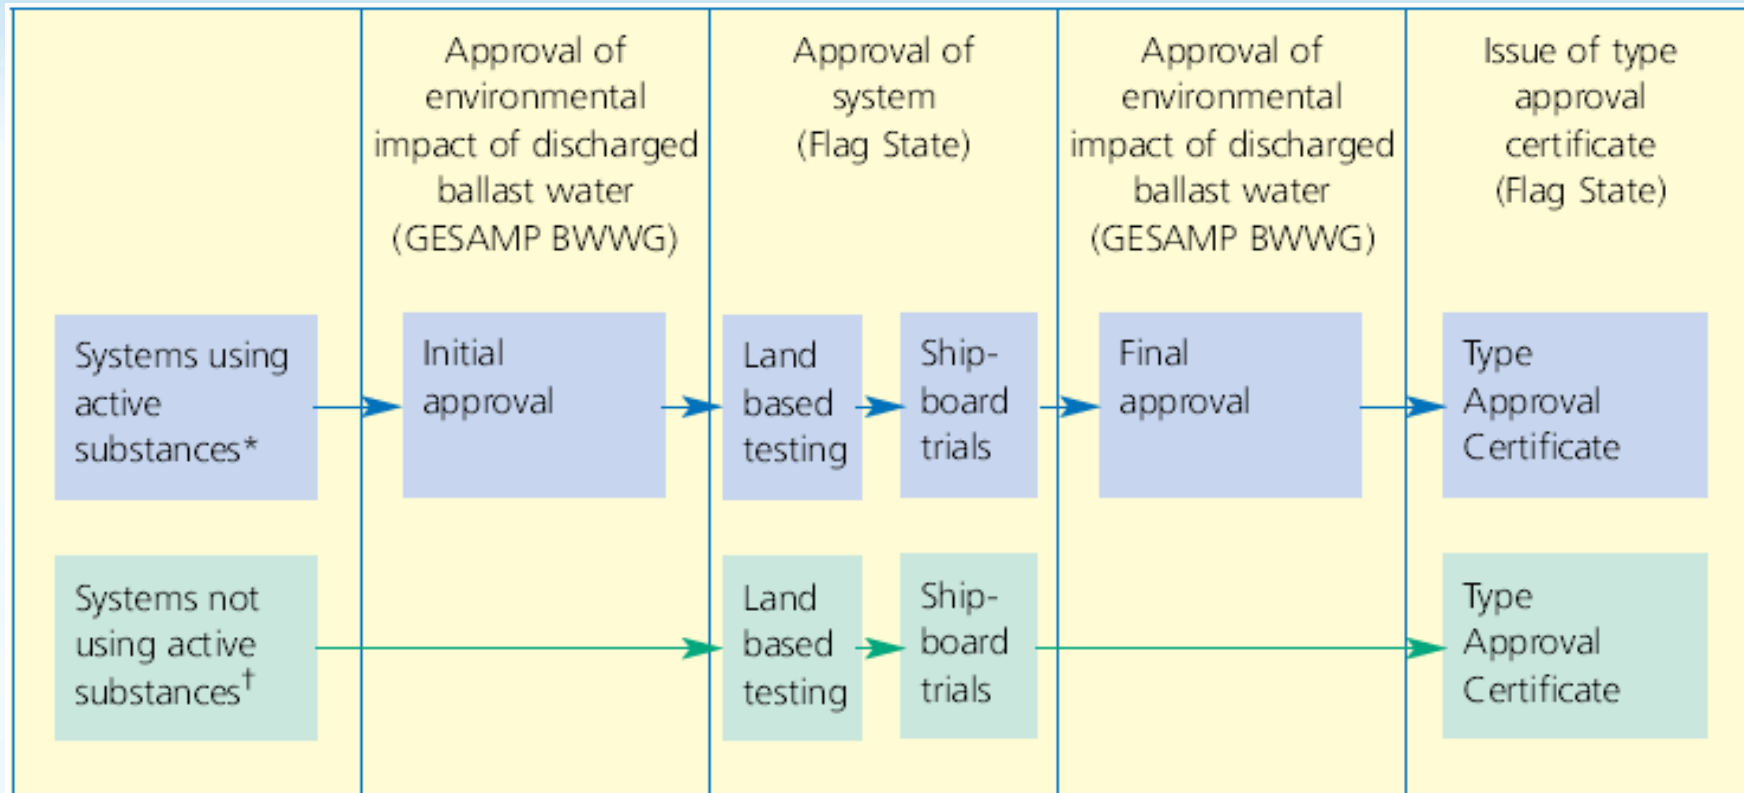 Approval of
environmental
impact of discharged
ballast water
(GESAMP BWWG)
Approval of
system
(Flag State)
Approval of
environmental
impact of discharged
ballast water
(GESAMP BWWG)
Issue of type
approval
certificate
(Flag State)
Systems using
active
substances*
Initial
approval
Land
based
testing
Ship-
board
trials
Final
approval
Type
Approval
Certificate
Systems not
using active
substances†
Land
based
testing
Ship-
board
trials
Type
Approval
Certificate